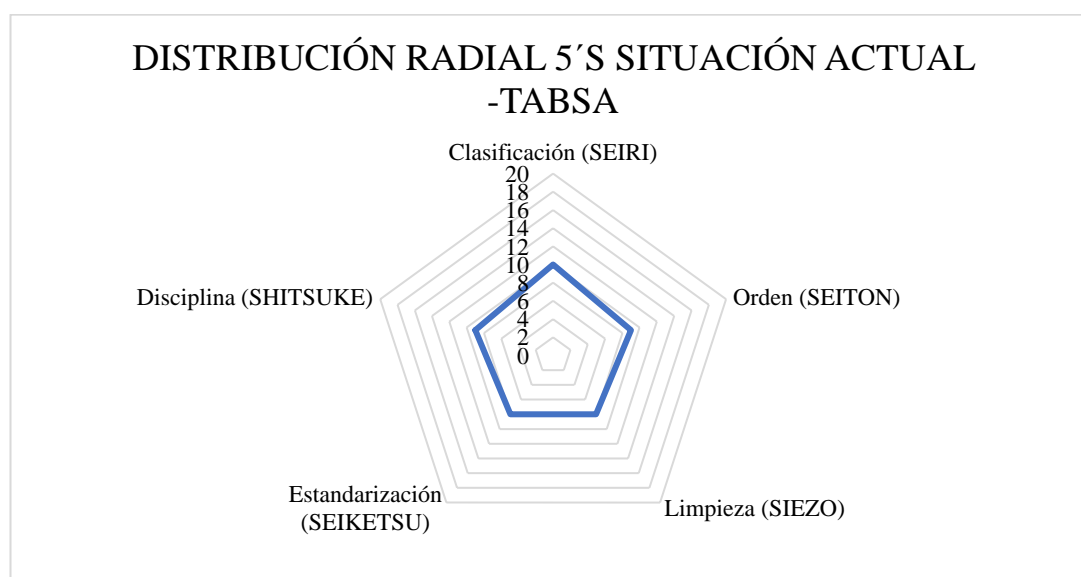 DISTRIBUCIÓN RADIAL 5´S SITUACIÓN ACTUAL
-TABSA
Clasificación (SEIRI)
20
18
16
14
12
10
8
6
4
2
0
Orden (SEITON)
Limpieza (SIEZO)
Estandarización
(SEIKETSU)
Disciplina (SHITSUKE)